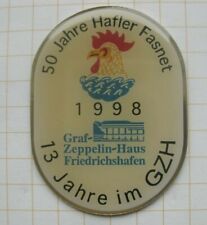 50 Jahre Hafler Fasnet
1998
Graf-
Zeppelin-Haus
Friedrichshafen
13 Jahre im GZH